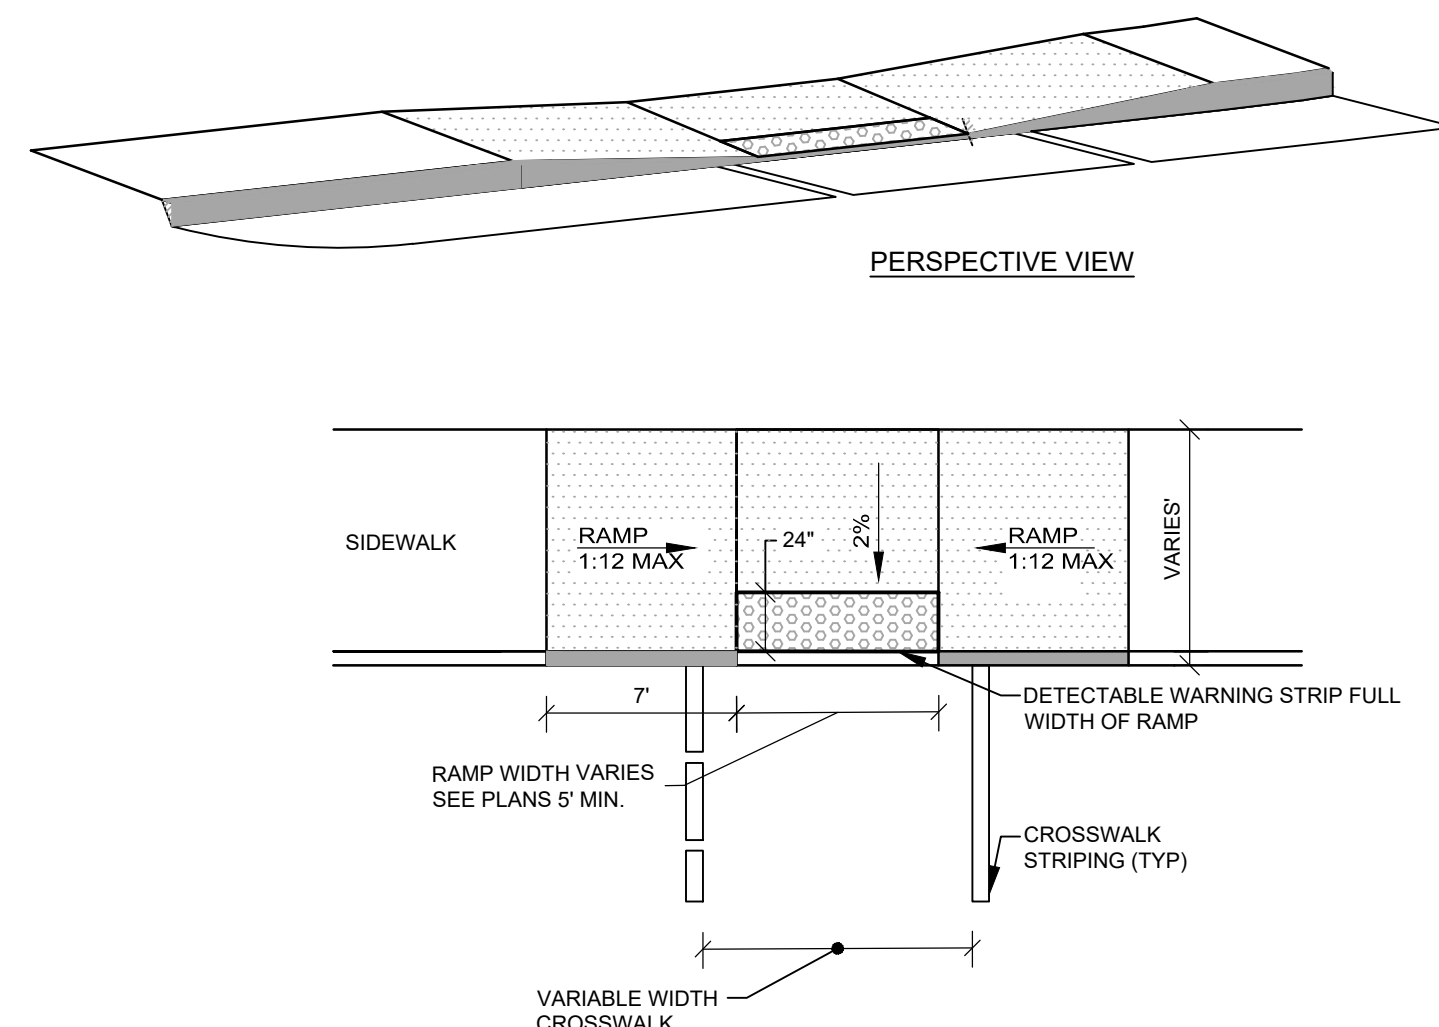 PERSPECTIVE VIEW
SIDEWALK
RAMP
1:12 MAX
24"
2%
RAMP
1:12 MAX
VARIES'
7'
DETECTABLE WARNING STRIP FULL
WIDTH OF RAMP
RAMP WIDTH VARIES
SEE PLANS 5' MIN.
CROSSWALK
STRIPING (TYP)
VARIABLE WIDTH
CROSSWALK